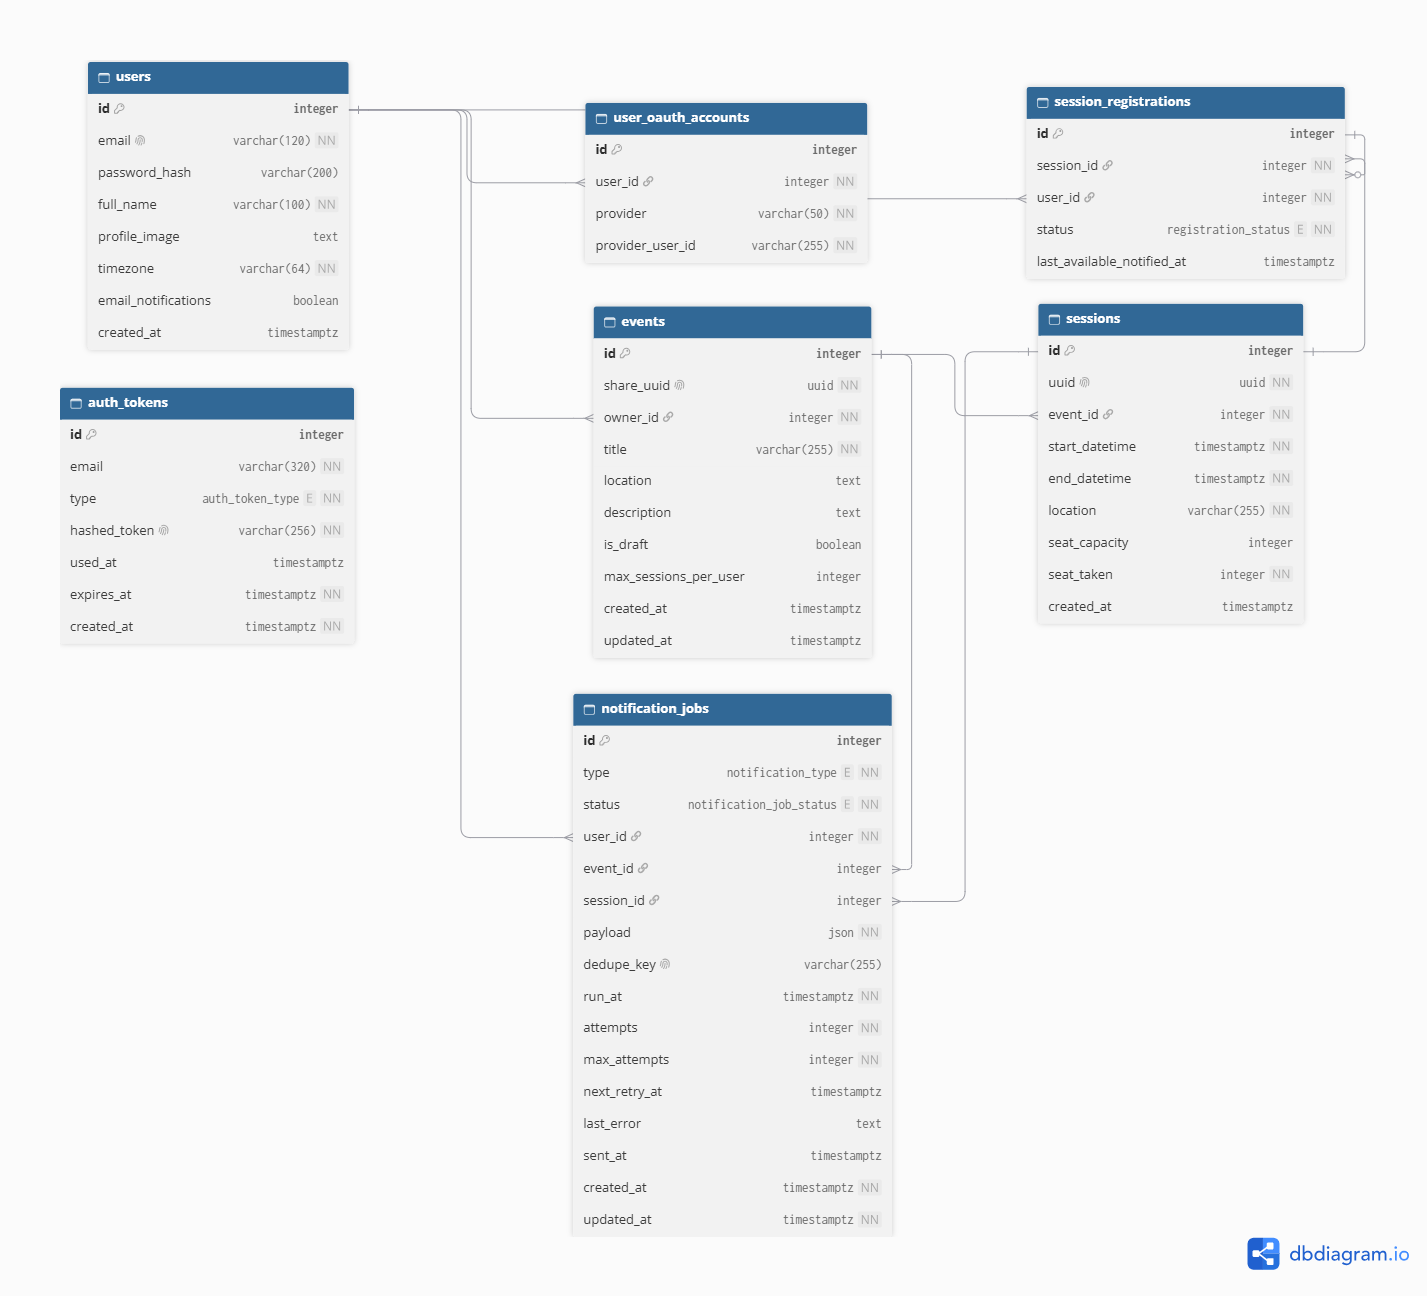 users
id integer
email varchar(120) NN
password_hash varchar(200)
full_name varchar(100) NN
profile_image text
timezone varchar(64) NN
email_notifications boolean
created_at timestamptz
auth_tokens
id integer
email varchar(320) NN
type auth_token_type E NN
hashed_token varchar(256) NN
used_at timestamptz
expires_at timestamptz NN
created_at timestamptz NN
user_oauth_accounts
id integer
user_id integer NN
provider varchar(50) NN
provider_user_id varchar(255) NN
events
id integer
share_uuid uuid NN
owner_id integer NN
title varchar(255) NN
location text
description text
is_draft boolean
max_sessions_per_user integer
created_at timestamptz
updated_at timestamptz
notification_jobs
id integer
type notification_type E NN
status notification_job_status E NN
user_id integer NN
event_id integer
session_id integer
payload json NN
dedupe_key varchar(255)
run_at timestamptz NN
attempts integer NN
max_attempts integer NN
next_retry_at timestamptz
last_error text
sent_at timestamptz
created_at timestamptz NN
updated_at timestamptz NN
session_registrations
id integer
session_id integer NN
user_id integer NN
status registration_status E NN
last_available_notified_at timestamptz
sessions
id integer
uuid uuid NN
event_id integer NN
start_datetime timestamptz NN
end_datetime timestamptz NN
location varchar(255) NN
seat_capacity integer
seat_taken integer NN
created_at timestamptz
dbdiagram.io